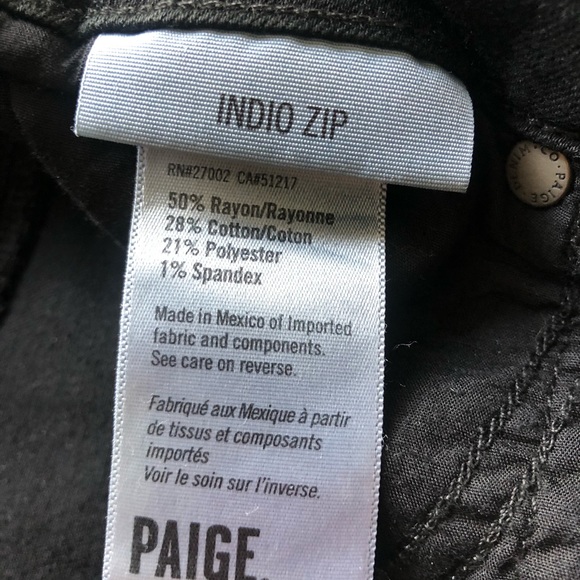 INDIO ZIP
RN#27002 CA#51217
50% Rayon/Rayonne
28% Cotton/Coton
21% Polyester
1% Spandex
Made in Mexico of Imported
fabric and components.
See care on reverse.
Fabriqué aux Mexique à partir
de tissus et composants
importés
Voir le soin sur l'inverse.
PAIGE.
PAIGE